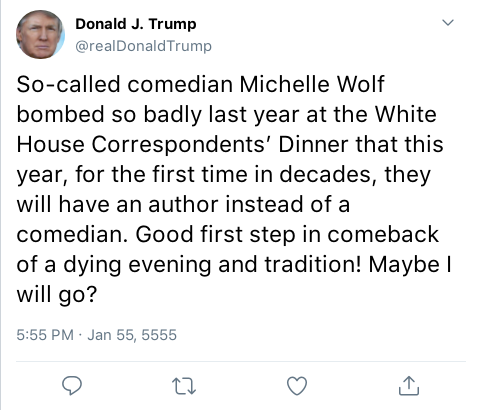 Donald J. Trump
@realDonaldTrump
So-called comedian Michelle Wolf
bombed so badly last year at the White
House Correspondents’ Dinner that this
year, for the first time in decades, they
will have an author instead of a
comedian. Good first step in comeback
of a dying evening and tradition! Maybe I
will go?
5:55 PM · Jan 55, 5555